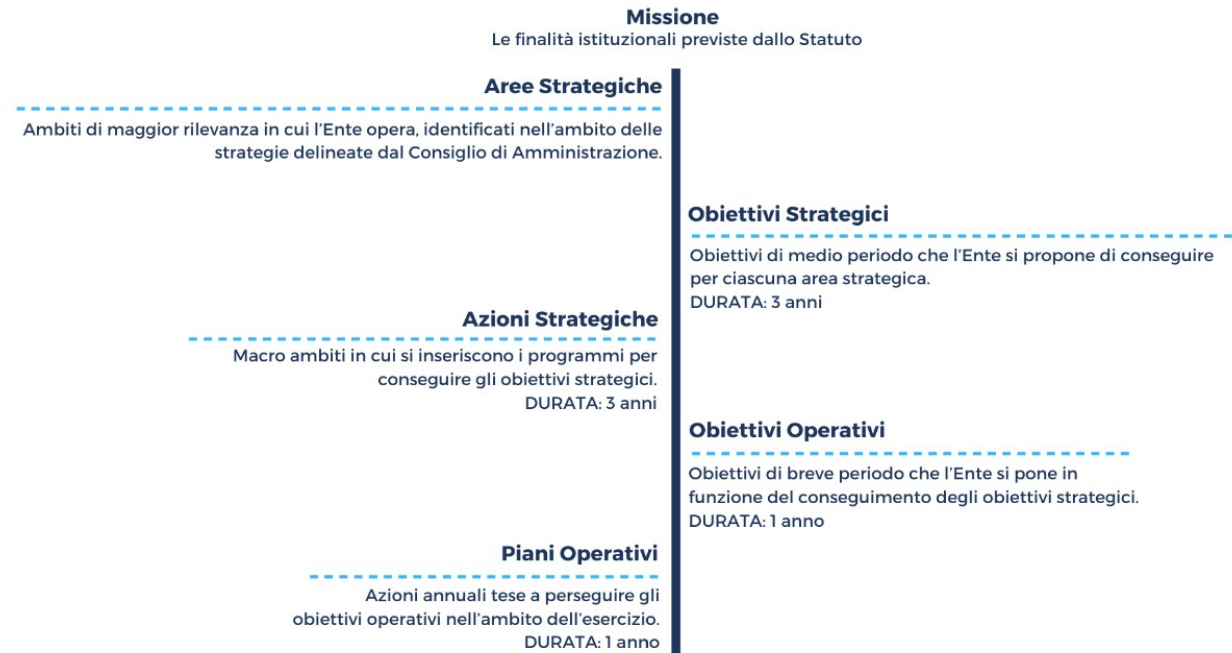 Missione
Le finalità istituzionali previste dallo Statuto
Aree Strategiche
Ambiti di maggior rilevanza in cui l'Ente opera, identificati nell'ambito delle
strategie delineate dal Consiglio di Amministrazione.
Obiettivi Strategici
Obiettivi di medio periodo che l'Ente si propone di conseguire
per ciascuna area strategica.
DURATA: 3 anni
Azioni Strategiche
Macro ambiti in cui si inseriscono i programmi per
conseguire gli obiettivi strategici.
DURATA: 3 anni
Obiettivi Operativi
Obiettivi di breve periodo che l'Ente si pone in
funzione del conseguimento degli obiettivi strategici.
DURATA: 1 anno
Piani Operativi
Azioni annuali tese a perseguire gli
obiettivi operativi nell'ambito dell'esercizio.
DURATA: 1 anno